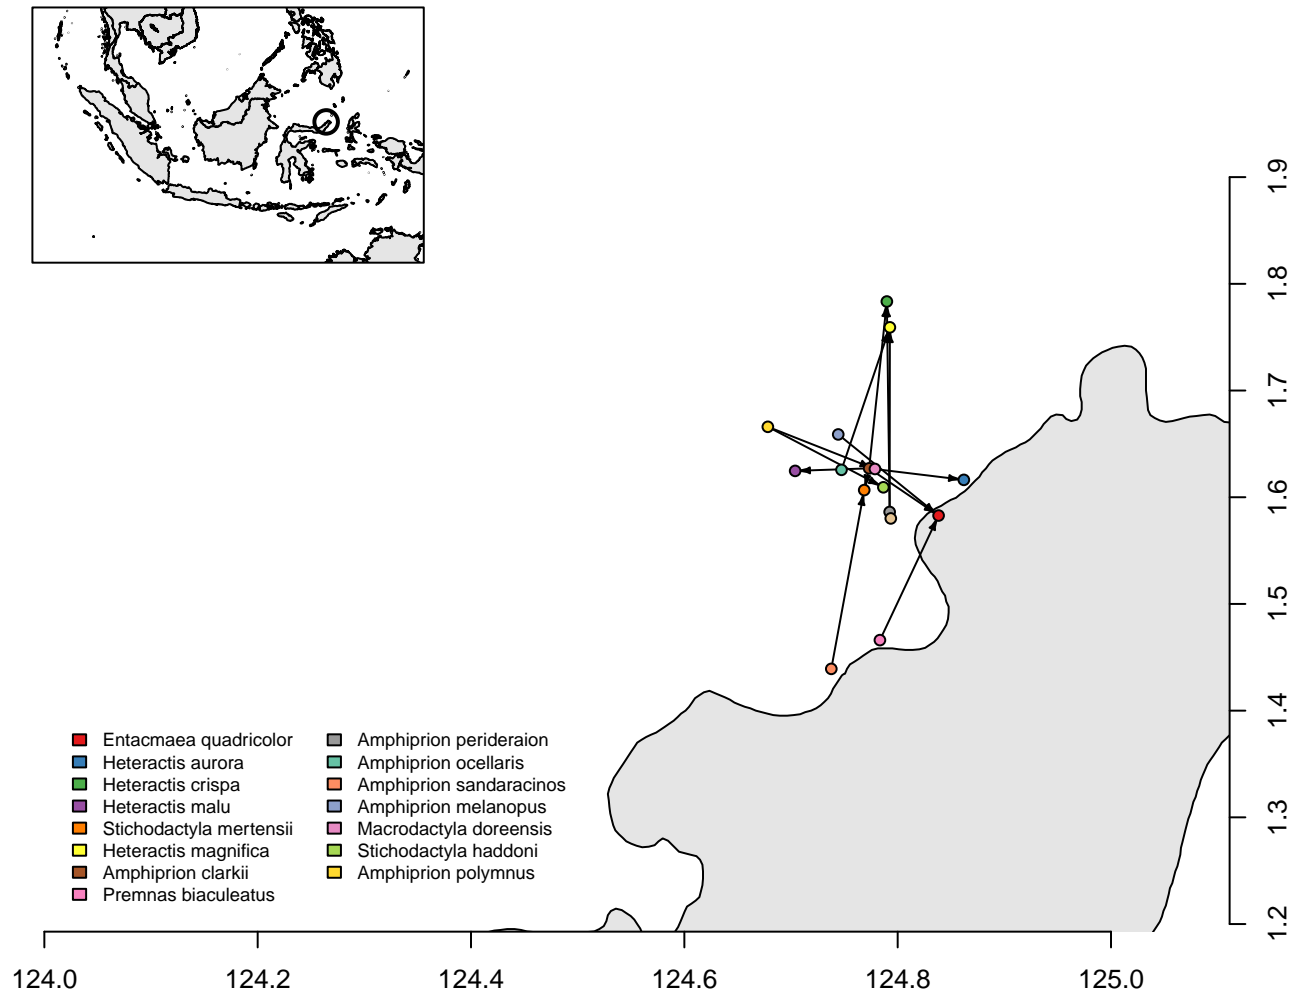 1.9
1.8
1.7
1.6
1.5
1.4
1.3
1.2
Entacmaea quadricolor
Heteractis aurora
Heteractis crispa
Heteractis malu
Stichodactyla mertensii
Heteractis magnifica
Amphiprion clarkii
Premnas biaculeatus
Amphiprion perideraion
Amphiprion ocellaris
Amphiprion sandaracinos
Amphiprion melanopus
Macrodactyla doreensis
Stichodactyla haddoni
Amphiprion polymnus
124.0 124.2 124.4 124.6 124.8 125.0